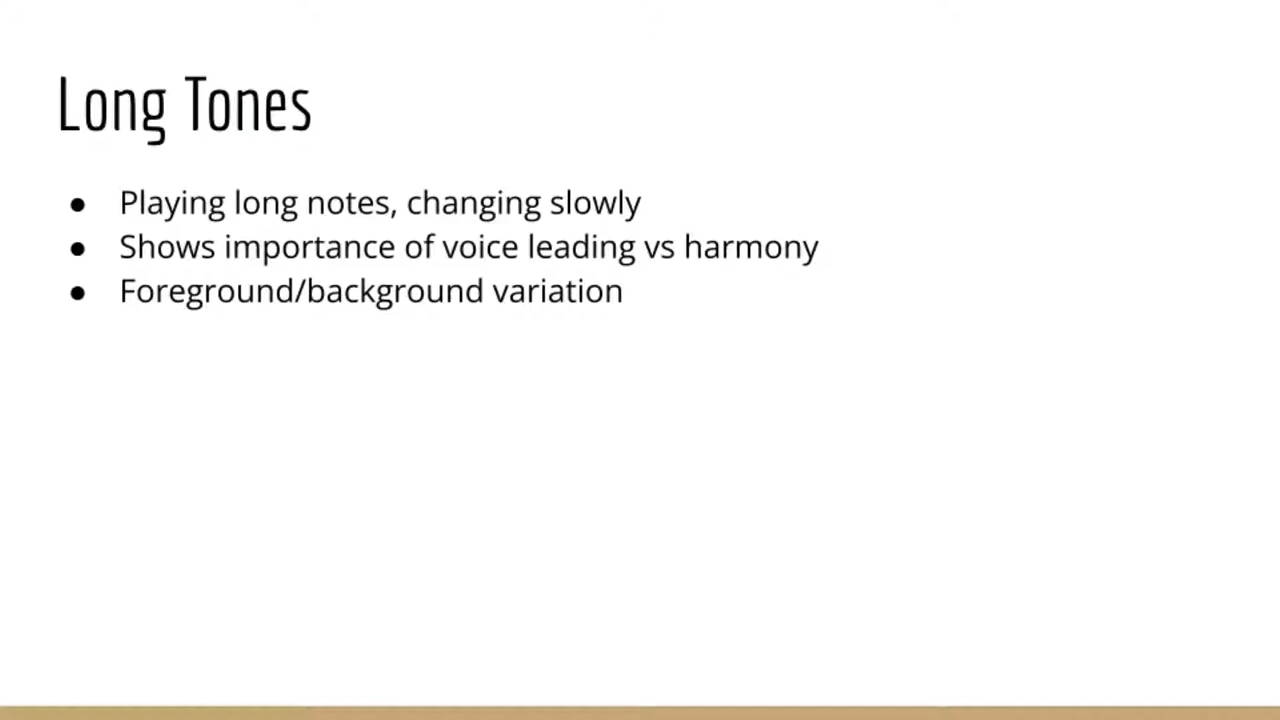 Long Tones
● Playing long notes, changing slowly
● Shows importance of voice leading vs harmony
● Foreground/background variation